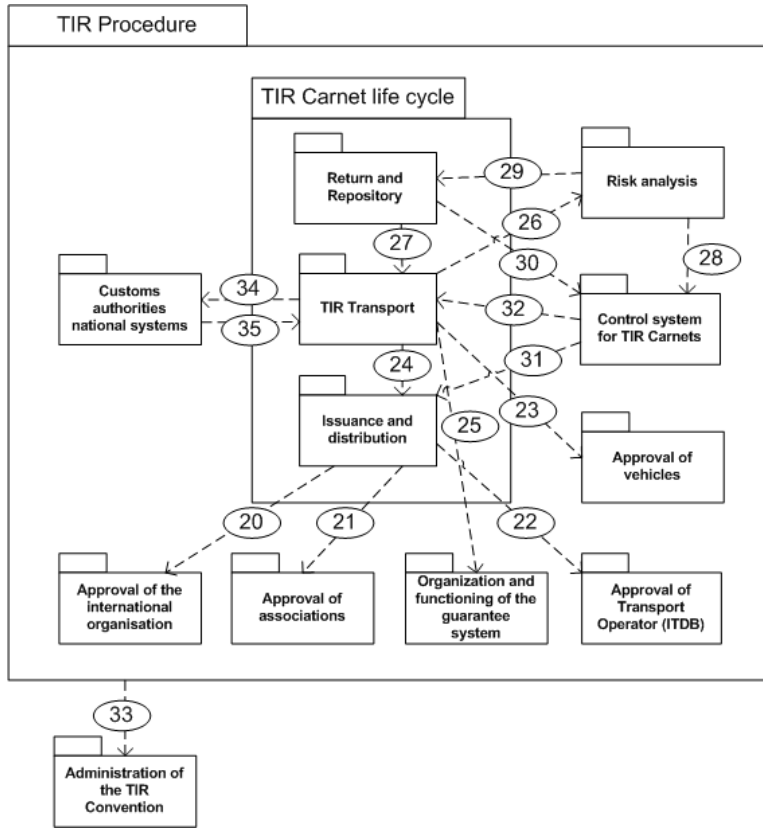 TIR Procedure
TIR Carnet life cycle
Return and
Repository
29
Risk analysis
26
27
30
28
Customs
authorities
national systems
34
35
TIR Transport
32
Control system
for TIR Carnets
24
31
23
25
Issuance and
distribution
Approval of
vehicles
20
21
22
Approval of the
international
organisation
Approval of
associations
Organization and
functioning of the
guarantee
system
Approval of
Transport
Operator (ITDB)
33
Administration of
the TIR
Convention